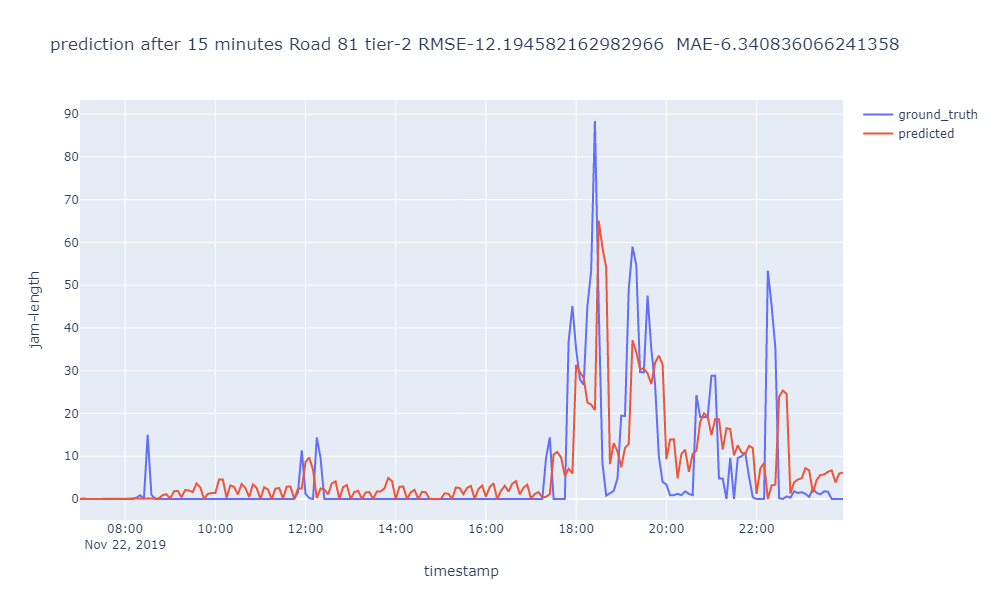 prediction after 15 minutes Road 81 tier-2 RMSE-12.194582162982966  MAE-6.340836066241358
ground_truth
predicted
90
80
70
60
50
40
30
20
10
0
jam-length
08:00 10:00 12:00 14:00 16:00 18:00 20:00 22:00
Nov 22, 2019
timestamp